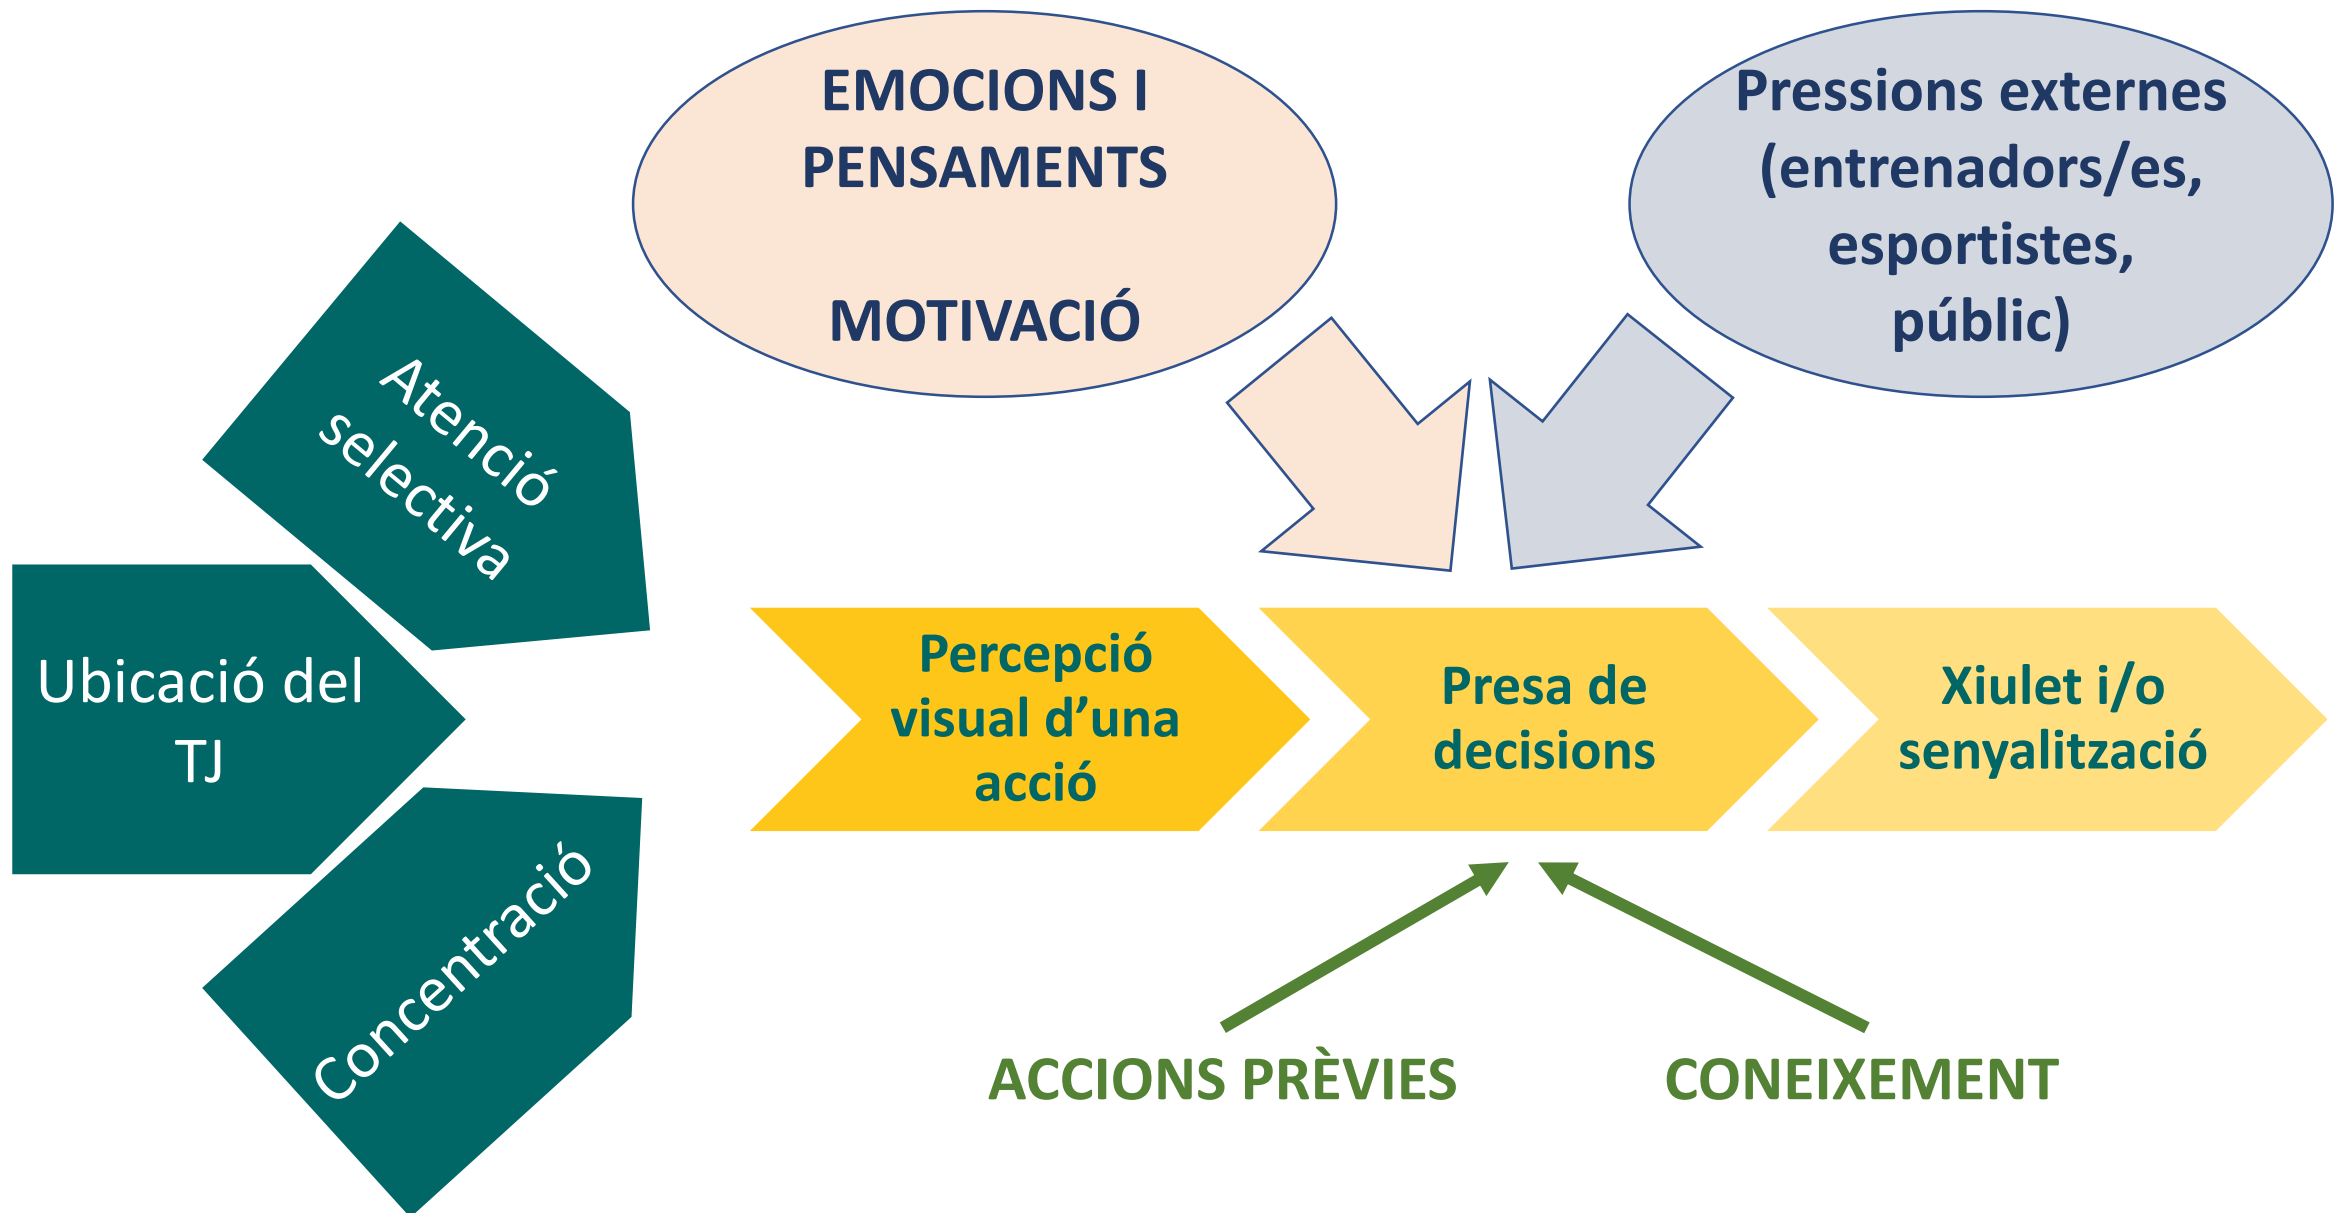 EMOCIONS I
PENSAMENTS
MOTIVACIÓ
Pressions externes
(entrenadors/es,
esportistes,
públic)
Atenció
selectiva
Ubicació del
TJ
Concentració
Percepció
visual d’una
acció
Presa de
decisions
Xiulet i/o
senyalització
ACCIONS PRÈVIES
CONEIXEMENT